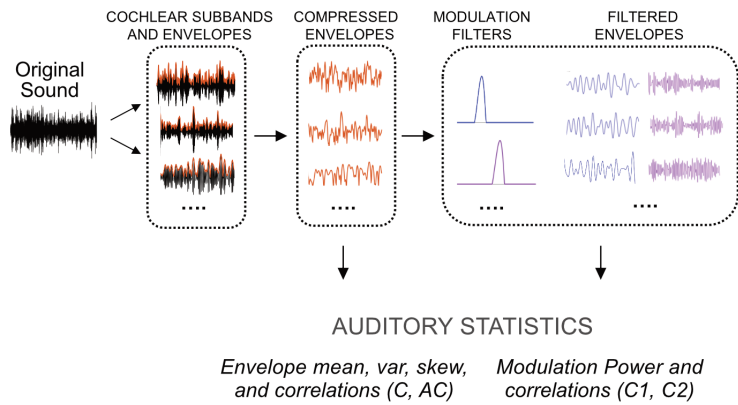 COCHLEAR SUBBANDS
AND ENVELOPES
COMPRESSED
ENVELOPES
MODULATION
FILTERS
FILTERED
ENVELOPES
Original
Sound
....
....
....
....
AUDITORY STATISTICS
Envelope mean, var, skew,
and correlations (C, AC)
Modulation Power and
correlations (C1, C2)